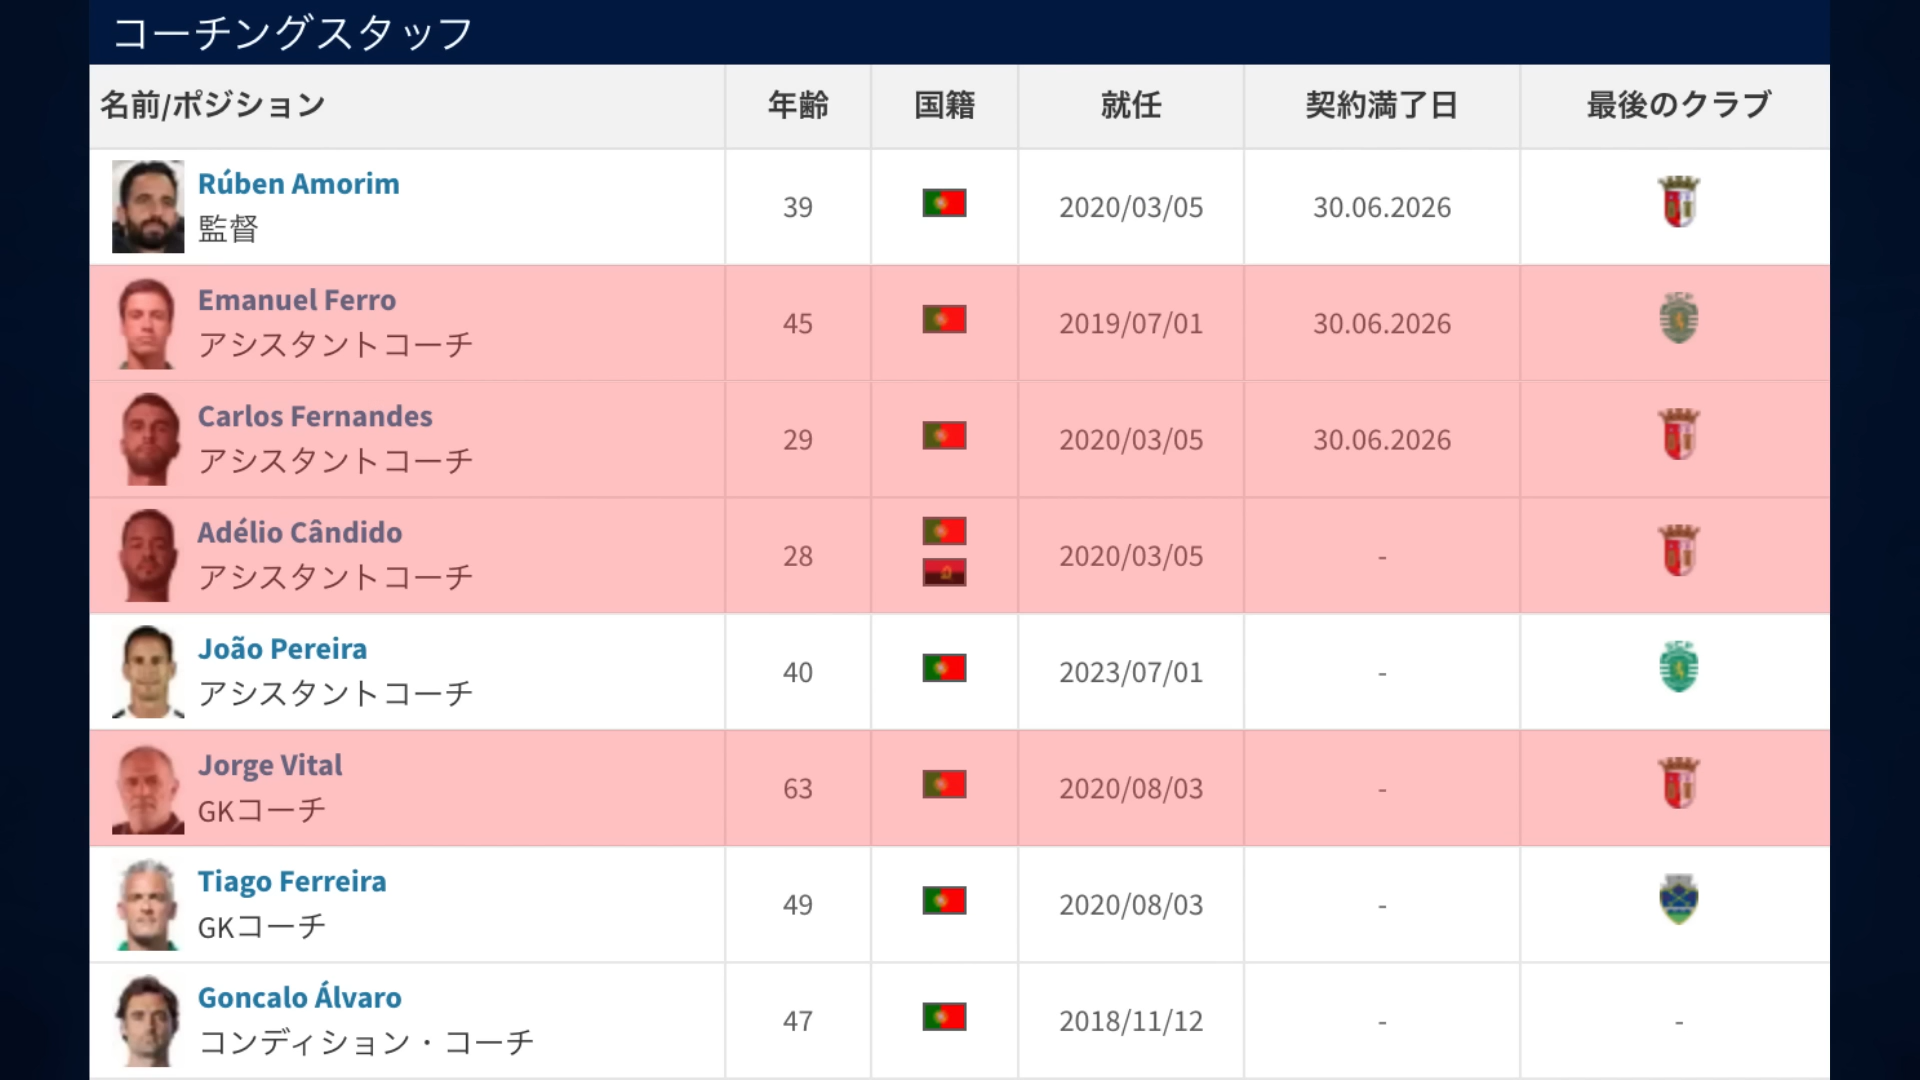 コーチングスタッフ
名前/ポジション 年齢 国籍 就任 契約満了日 最後のクラブ
Rúben Amorim
監督
39 2020/03/05 30.06.2026
Emanuel Ferro
アシスタントコーチ
45 2019/07/01 30.06.2026
Carlos Fernandes
アシスタントコーチ
29 2020/03/05 30.06.2026
Adélio Cândido
アシスタントコーチ
28 2020/03/05 -
João Pereira
アシスタントコーチ
40 2023/07/01 -
Jorge Vital
GKコーチ
63 2020/08/03 -
Tiago Ferreira
GKコーチ
49 2020/08/03 -
Goncalo Álvaro
コンディション・コーチ
47 2018/11/12 - -